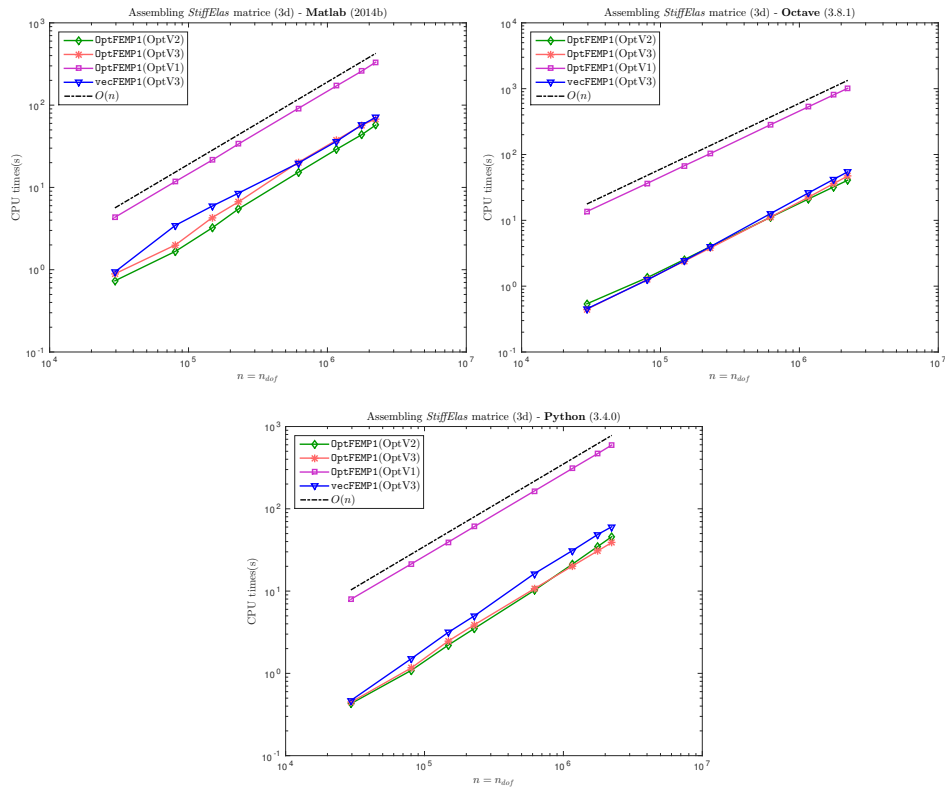 Assembling StiffElas matrice (3d) - Matlab (2014b)
10^3
10^2
10^1
10^0
10^-1
CPU times(s)
OptFEMP1(OptV2)
OptFEMP1(OptV3)
OptFEMP1(OptV1)
vecFEMP1(OptV3)
O(n)
10^4
10^5
10^6
10^7
n = n_dof
Assembling StiffElas matrice (3d) - Octave (3.8.1)
10^4
10^3
10^2
10^1
10^0
10^-1
CPU times(s)
OptFEMP1(OptV2)
OptFEMP1(OptV3)
OptFEMP1(OptV1)
vecFEMP1(OptV3)
O(n)
10^4
10^5
10^6
10^7
n = n_dof
Assembling StiffElas matrice (3d) - Python (3.4.0)
10^3
10^2
10^1
10^0
10^-1
CPU times(s)
OptFEMP1(OptV2)
OptFEMP1(OptV3)
OptFEMP1(OptV1)
vecFEMP1(OptV3)
O(n)
10^4
10^5
10^6
10^7
n = n_dof